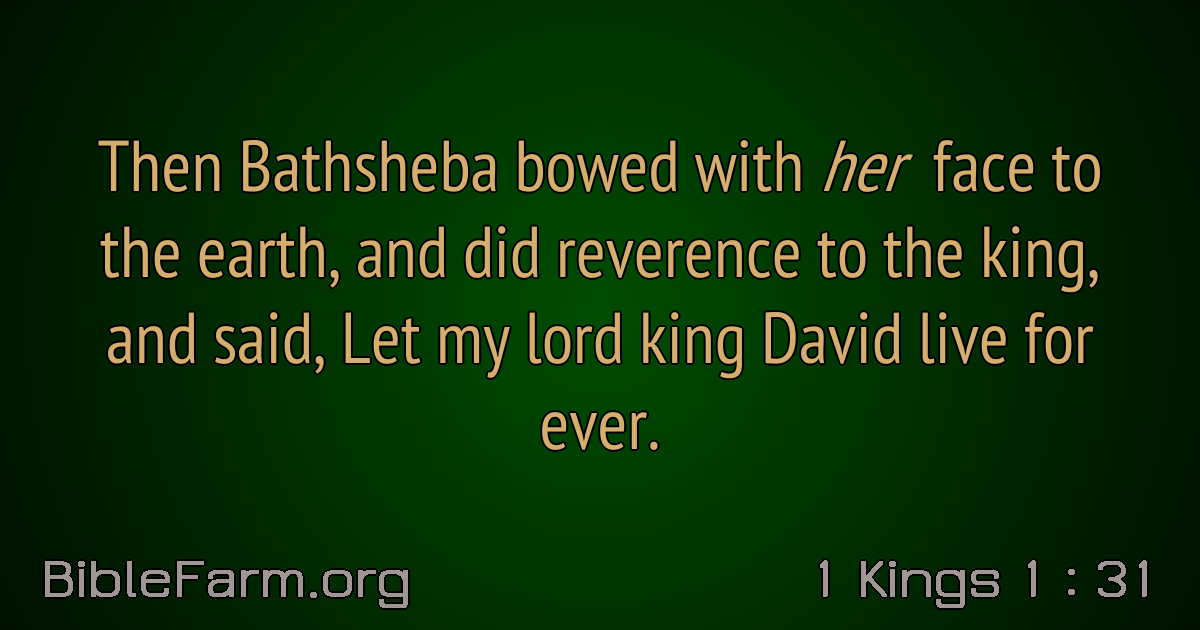 Then Bathsheba bowed with her face to
the earth, and did reverence to the king,
and said, Let my lord king David live for
ever.
BibleFarm.org
1 Kings 1 : 31